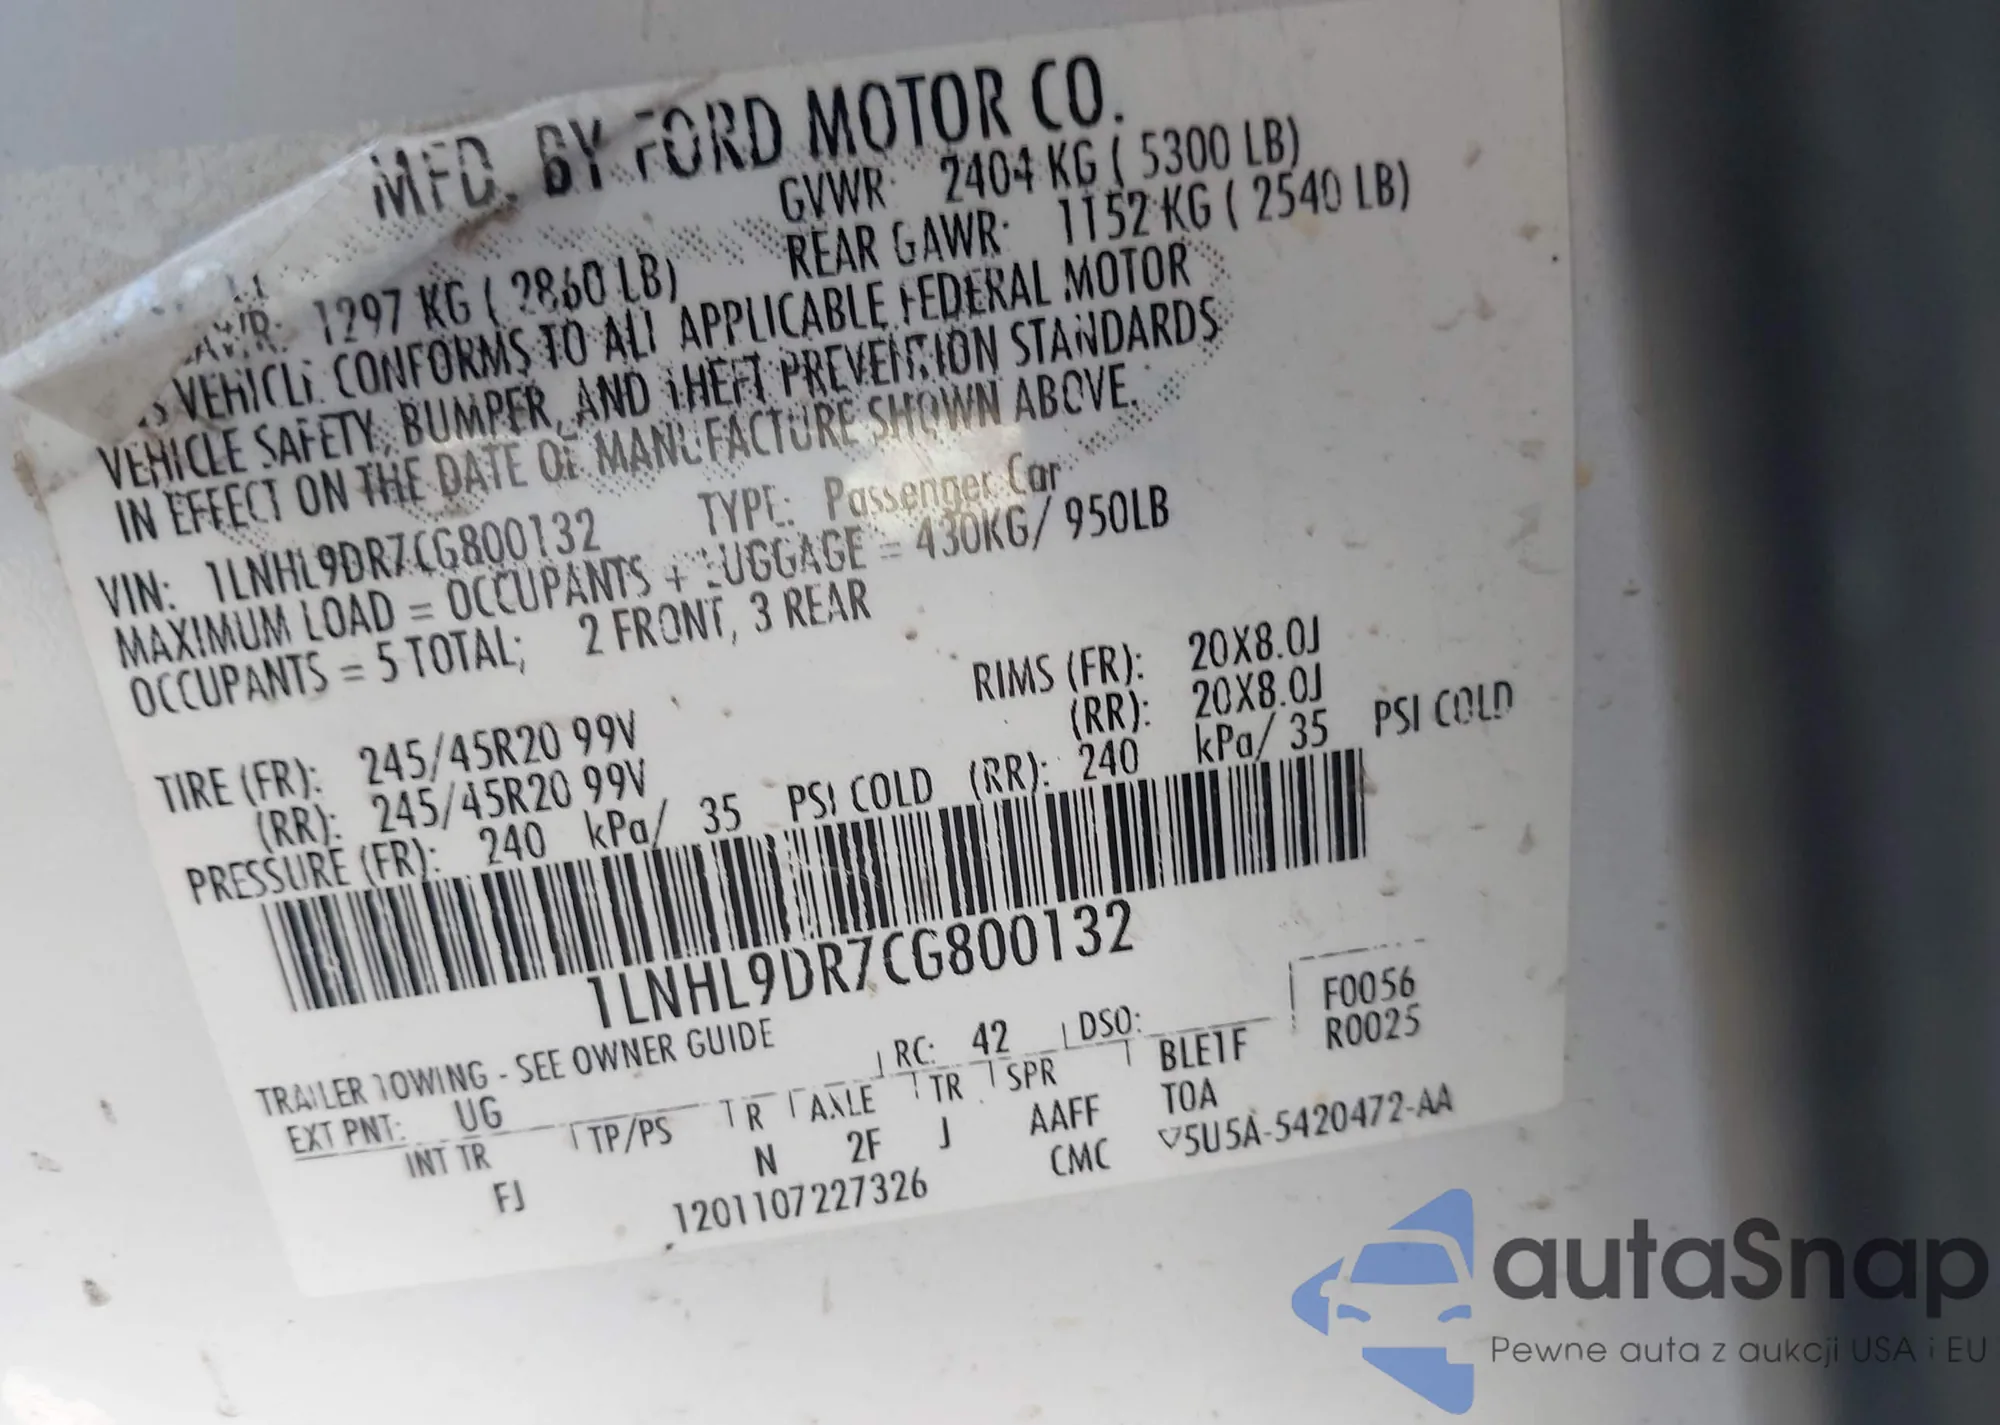 MFD. BY FORD MOTOR CO.
GVWR: 2404 KG ( 5300 LB)
1297 KG ( 2860 LB) REAR GAWR: 1152 KG ( 2540 LB)
VEHICLE CONFORMS TO ALL APPLICABLE FEDERAL MOTOR
VEHICLE SAFETY, BUMPER, AND THEFT PREVENTION STANDARDS
IN EFFECT ON THE DATE OF MANUFACTURE SHOWN ABOVE.
VIN: 1LNHL9DR7CG800132 TYPE: Passenger Car
MAXIMUM LOAD = OCCUPANTS + LUGGAGE = 430KG/ 950LB
OCCUPANTS = 5 TOTAL; 2 FRONT, 3 REAR
TIRE (FR): 245/45R20 99V RIMS (FR): 20X8.0J
(RR): 245/45R20 99V (RR): 20X8.0J
PRESSURE (FR): 240 kPa/ 35 PSI COLD (RR): 240 kPa/ 35 PSI COLD
1LNHL9DR7CG800132
TRAILER TOWING - SEE OWNER GUIDE
F0056
EXT PNT: UG RC: 42 DSO: R0025
INT TR TP/PS R AXLE TR SPR BLE1F
FJ N 2F J AAFF TOA
1201107227326 CMC ▽5U5A-5420472-AA
autaSnap
Pewne auta z aukcji USA i EU